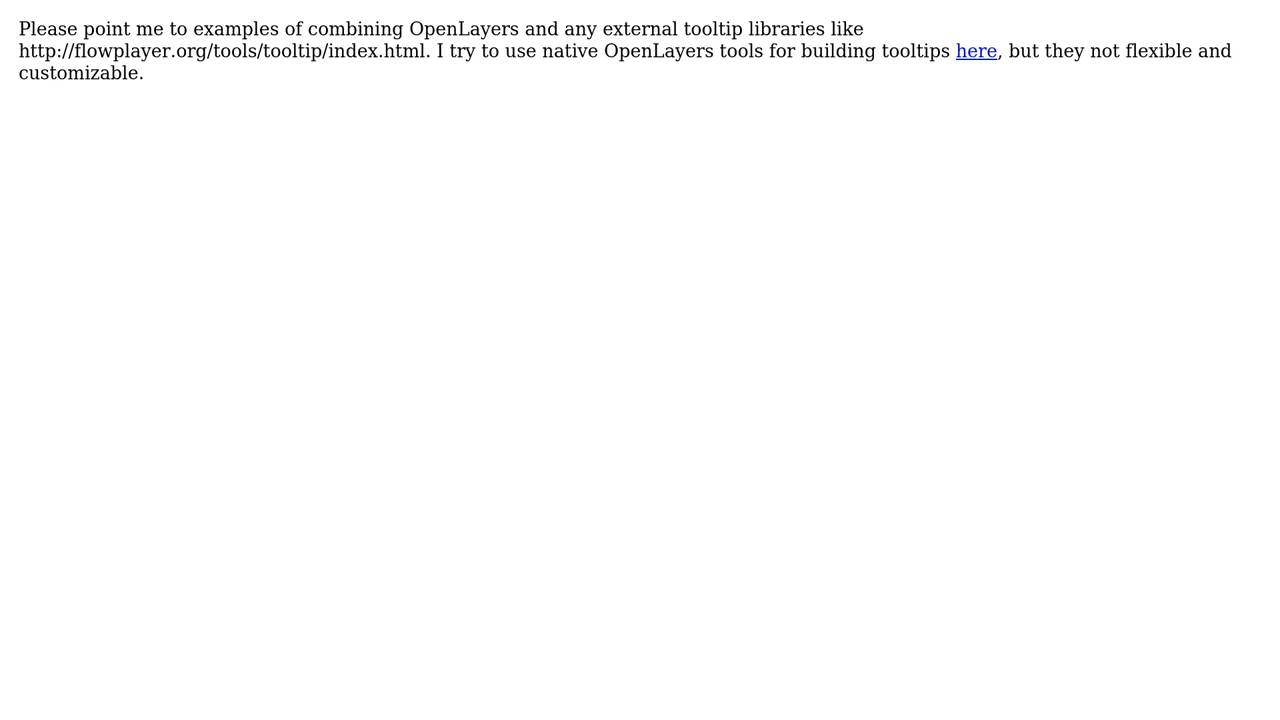 Please point me to examples of combining OpenLayers and any external tooltip libraries like
http://flowplayer.org/tools/tooltip/index.html. I try to use native OpenLayers tools for building tooltips here, but they not flexible and
customizable.